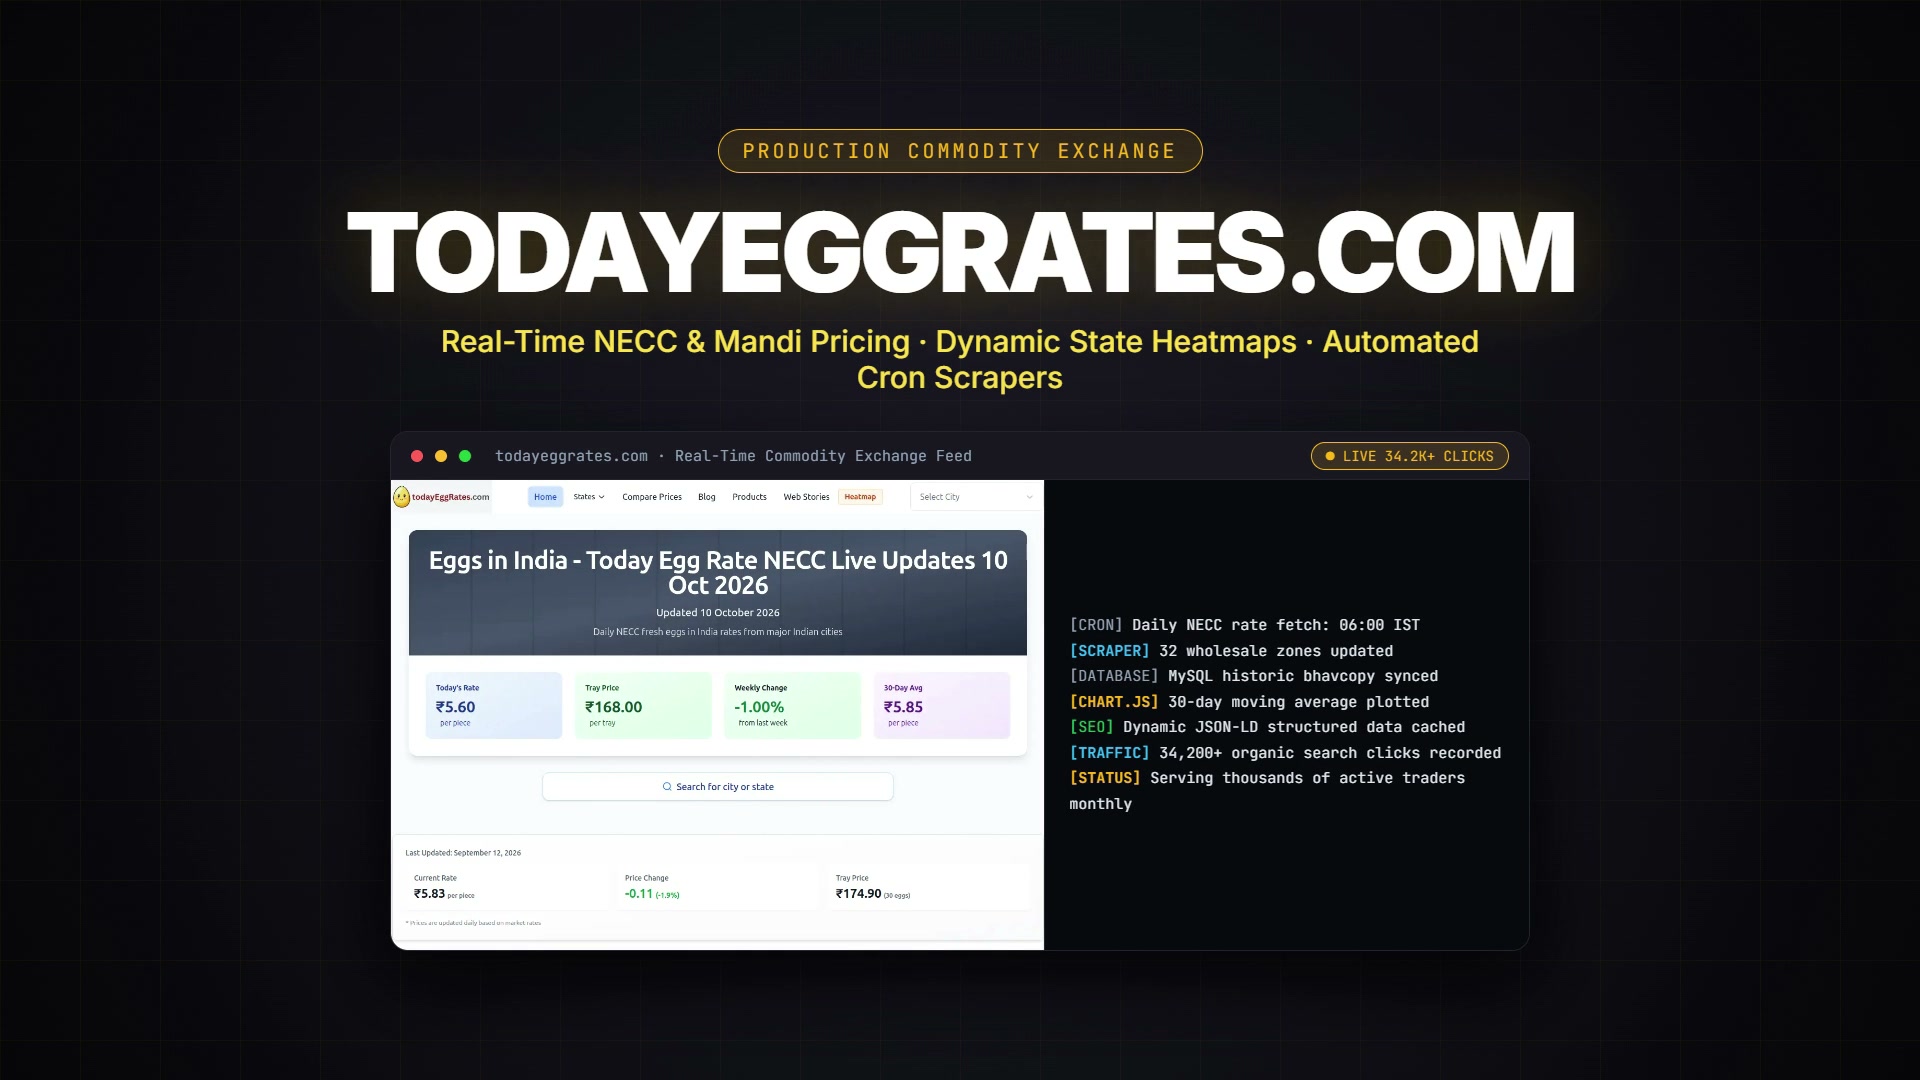 PRODUCTION COMMODITY EXCHANGE
TODAYEGGRATES.COM
Real-Time NECC & Mandi Pricing · Dynamic State Heatmaps · Automated
Cron Scrapers
todayeggrates.com · Real-Time Commodity Exchange Feed
LIVE 34.2K+ CLICKS
todayEggRates.com
Home States Compare Prices Blog Products Web Stories Heatmap Select City
Eggs in India - Today Egg Rate NECC Live Updates 10
Oct 2026
Updated 10 October 2026
Daily NECC fresh eggs in India rates from major Indian cities
Today's Rate
₹5.60
per piece
Tray Price
₹168.00
per tray
Weekly Change
-1.00%
from last week
30-Day Avg
₹5.85
per piece
Search for city or state
Last Updated: September 12, 2026
Current Rate
₹5.83 per piece
Price Change
-0.11 (-1.9%)
Tray Price
₹174.90 (30 eggs)
* Prices are updated daily based on market rates
[CRON] Daily NECC rate fetch: 06:00 IST
[SCRAPER] 32 wholesale zones updated
[DATABASE] MySQL historic bhavcopy synced
[CHART.JS] 30-day moving average plotted
[SEO] Dynamic JSON-LD structured data cached
[TRAFFIC] 34,200+ organic search clicks recorded
[STATUS] Serving thousands of active traders
monthly